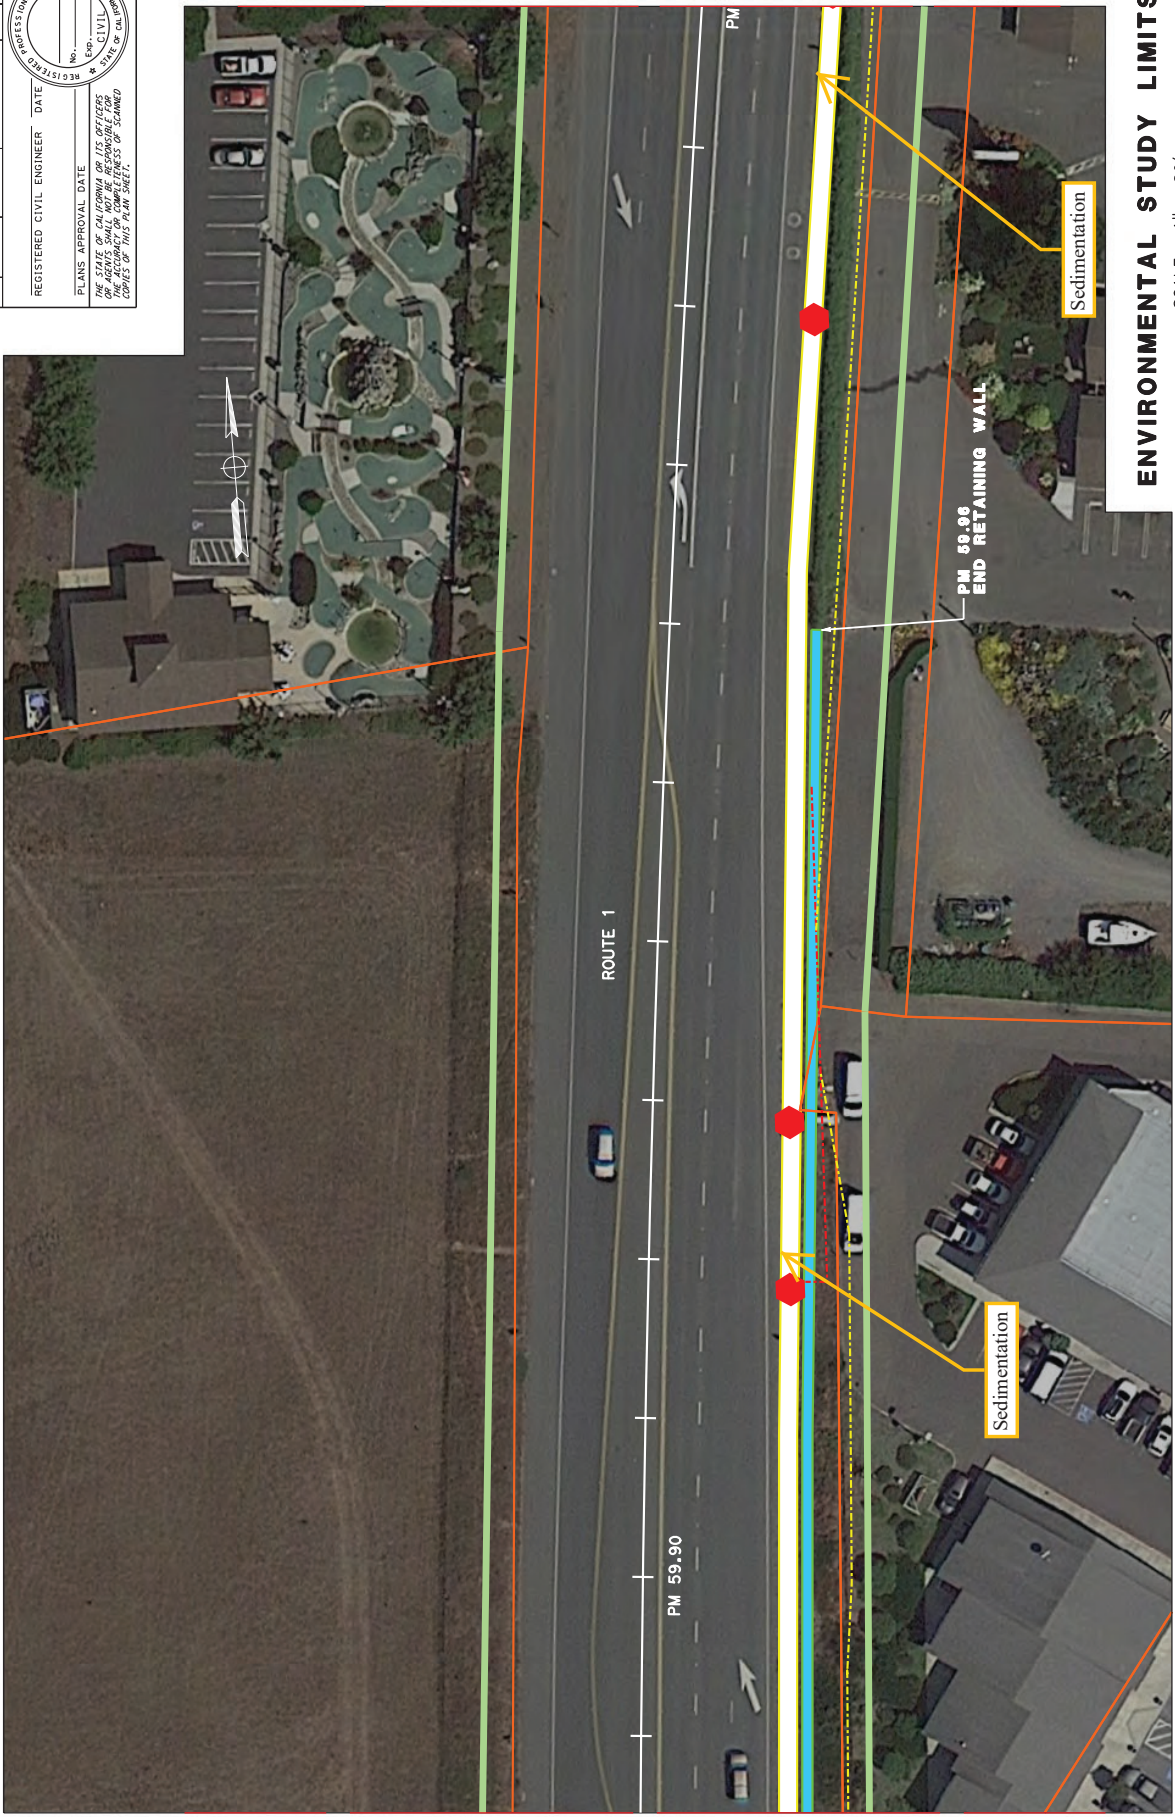 REGISTERED PROFESSION
No.
Exp.
CIVIL
STATE OF CALIFOR
REGISTERED CIVIL ENGINEER DATE
PLANS APPROVAL DATE
THE STATE OF CALIFORNIA OR ITS OFFICERS
OR AGENTS SHALL NOT BE RESPONSIBLE FOR
THE ACCURACY OR COMPLETENESS OF SCANNED
COPIES OF THIS PLAN SHEET.
PM
Sedimentation
ENVIRONMENTAL STUDY LIMITS
PM 59.96
END RETAINING WALL
ROUTE 1
Sedimentation
PM 59.90